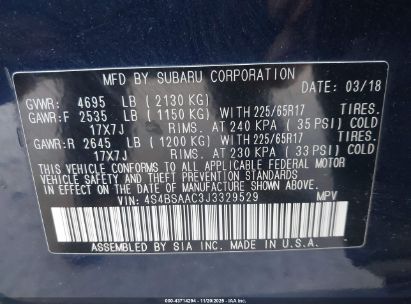 MFD BY SUBARU CORPORATION
DATE: 03/18
GVWR: 4695 LB (2130 KG)
GAWR:F 2535 LB (1150 KG) WITH 225/65R17 TIRES.
17X7J RIMS. AT 240 KPA (35 PSI) COLD
GAWR:R 2645 LB (1200 KG) WITH 225/65R17 TIRES.
17X7J RIMS. AT 230 KPA (33 PSI) COLD
THIS VEHICLE CONFORMS TO ALL APPLICABLE FEDERAL MOTOR
VEHICLE SAFETY STANDARDS IN EFFECT ON THE DATE OF
MANUFACTURE SHOWN ABOVE.
VIN: 4S4BSAAC3J3329529 MPV
ASSEMBLED BY SIA INC. MADE IN U.S.A.